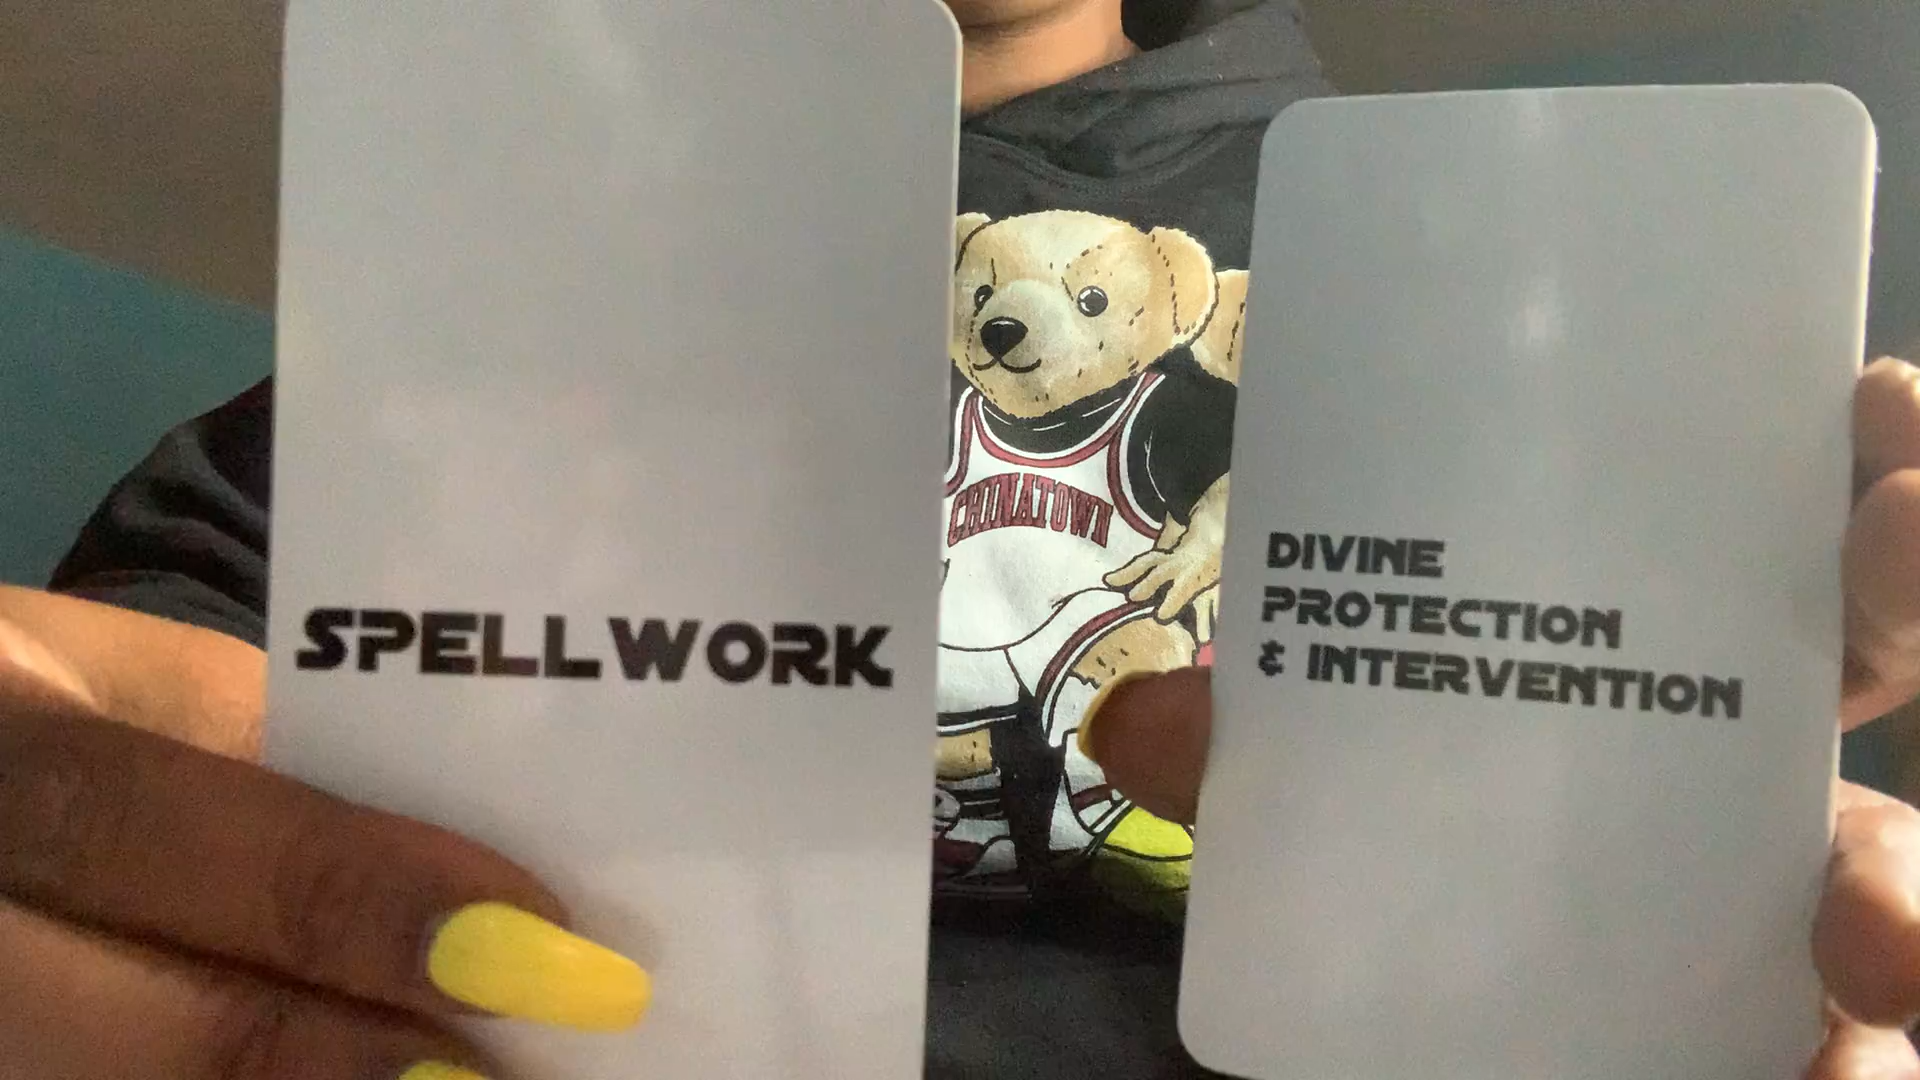 SPELLWORK
CHINATOWN
DIVINE
PROTECTION
& INTERVENTION